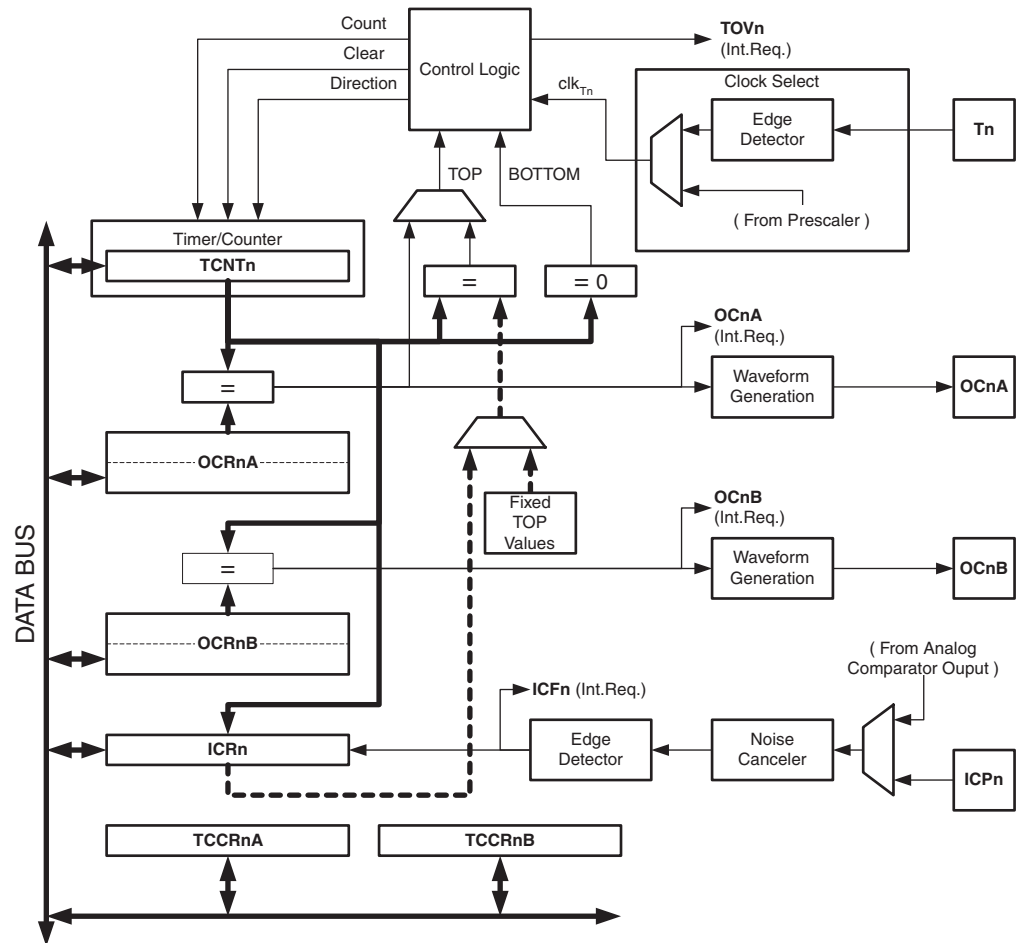 Count
Clear
Direction
Control Logic
TOVn
(Int.Req.)
clkTn
Clock Select
Edge
Detector
Tn
( From Prescaler )
TOP
BOTTOM
Timer/Counter
TCNTn
=
= 0
OCnA
(Int.Req.)
=
Waveform
Generation
OCnA
OCRnA
Fixed
TOP
Values
OCnB
(Int.Req.)
=
Waveform
Generation
OCnB
OCRnB
DATA BUS
( From Analog
Comparator Ouput )
ICFn (Int.Req.)
ICRn
Edge
Detector
Noise
Canceler
ICPn
TCCRnA
TCCRnB